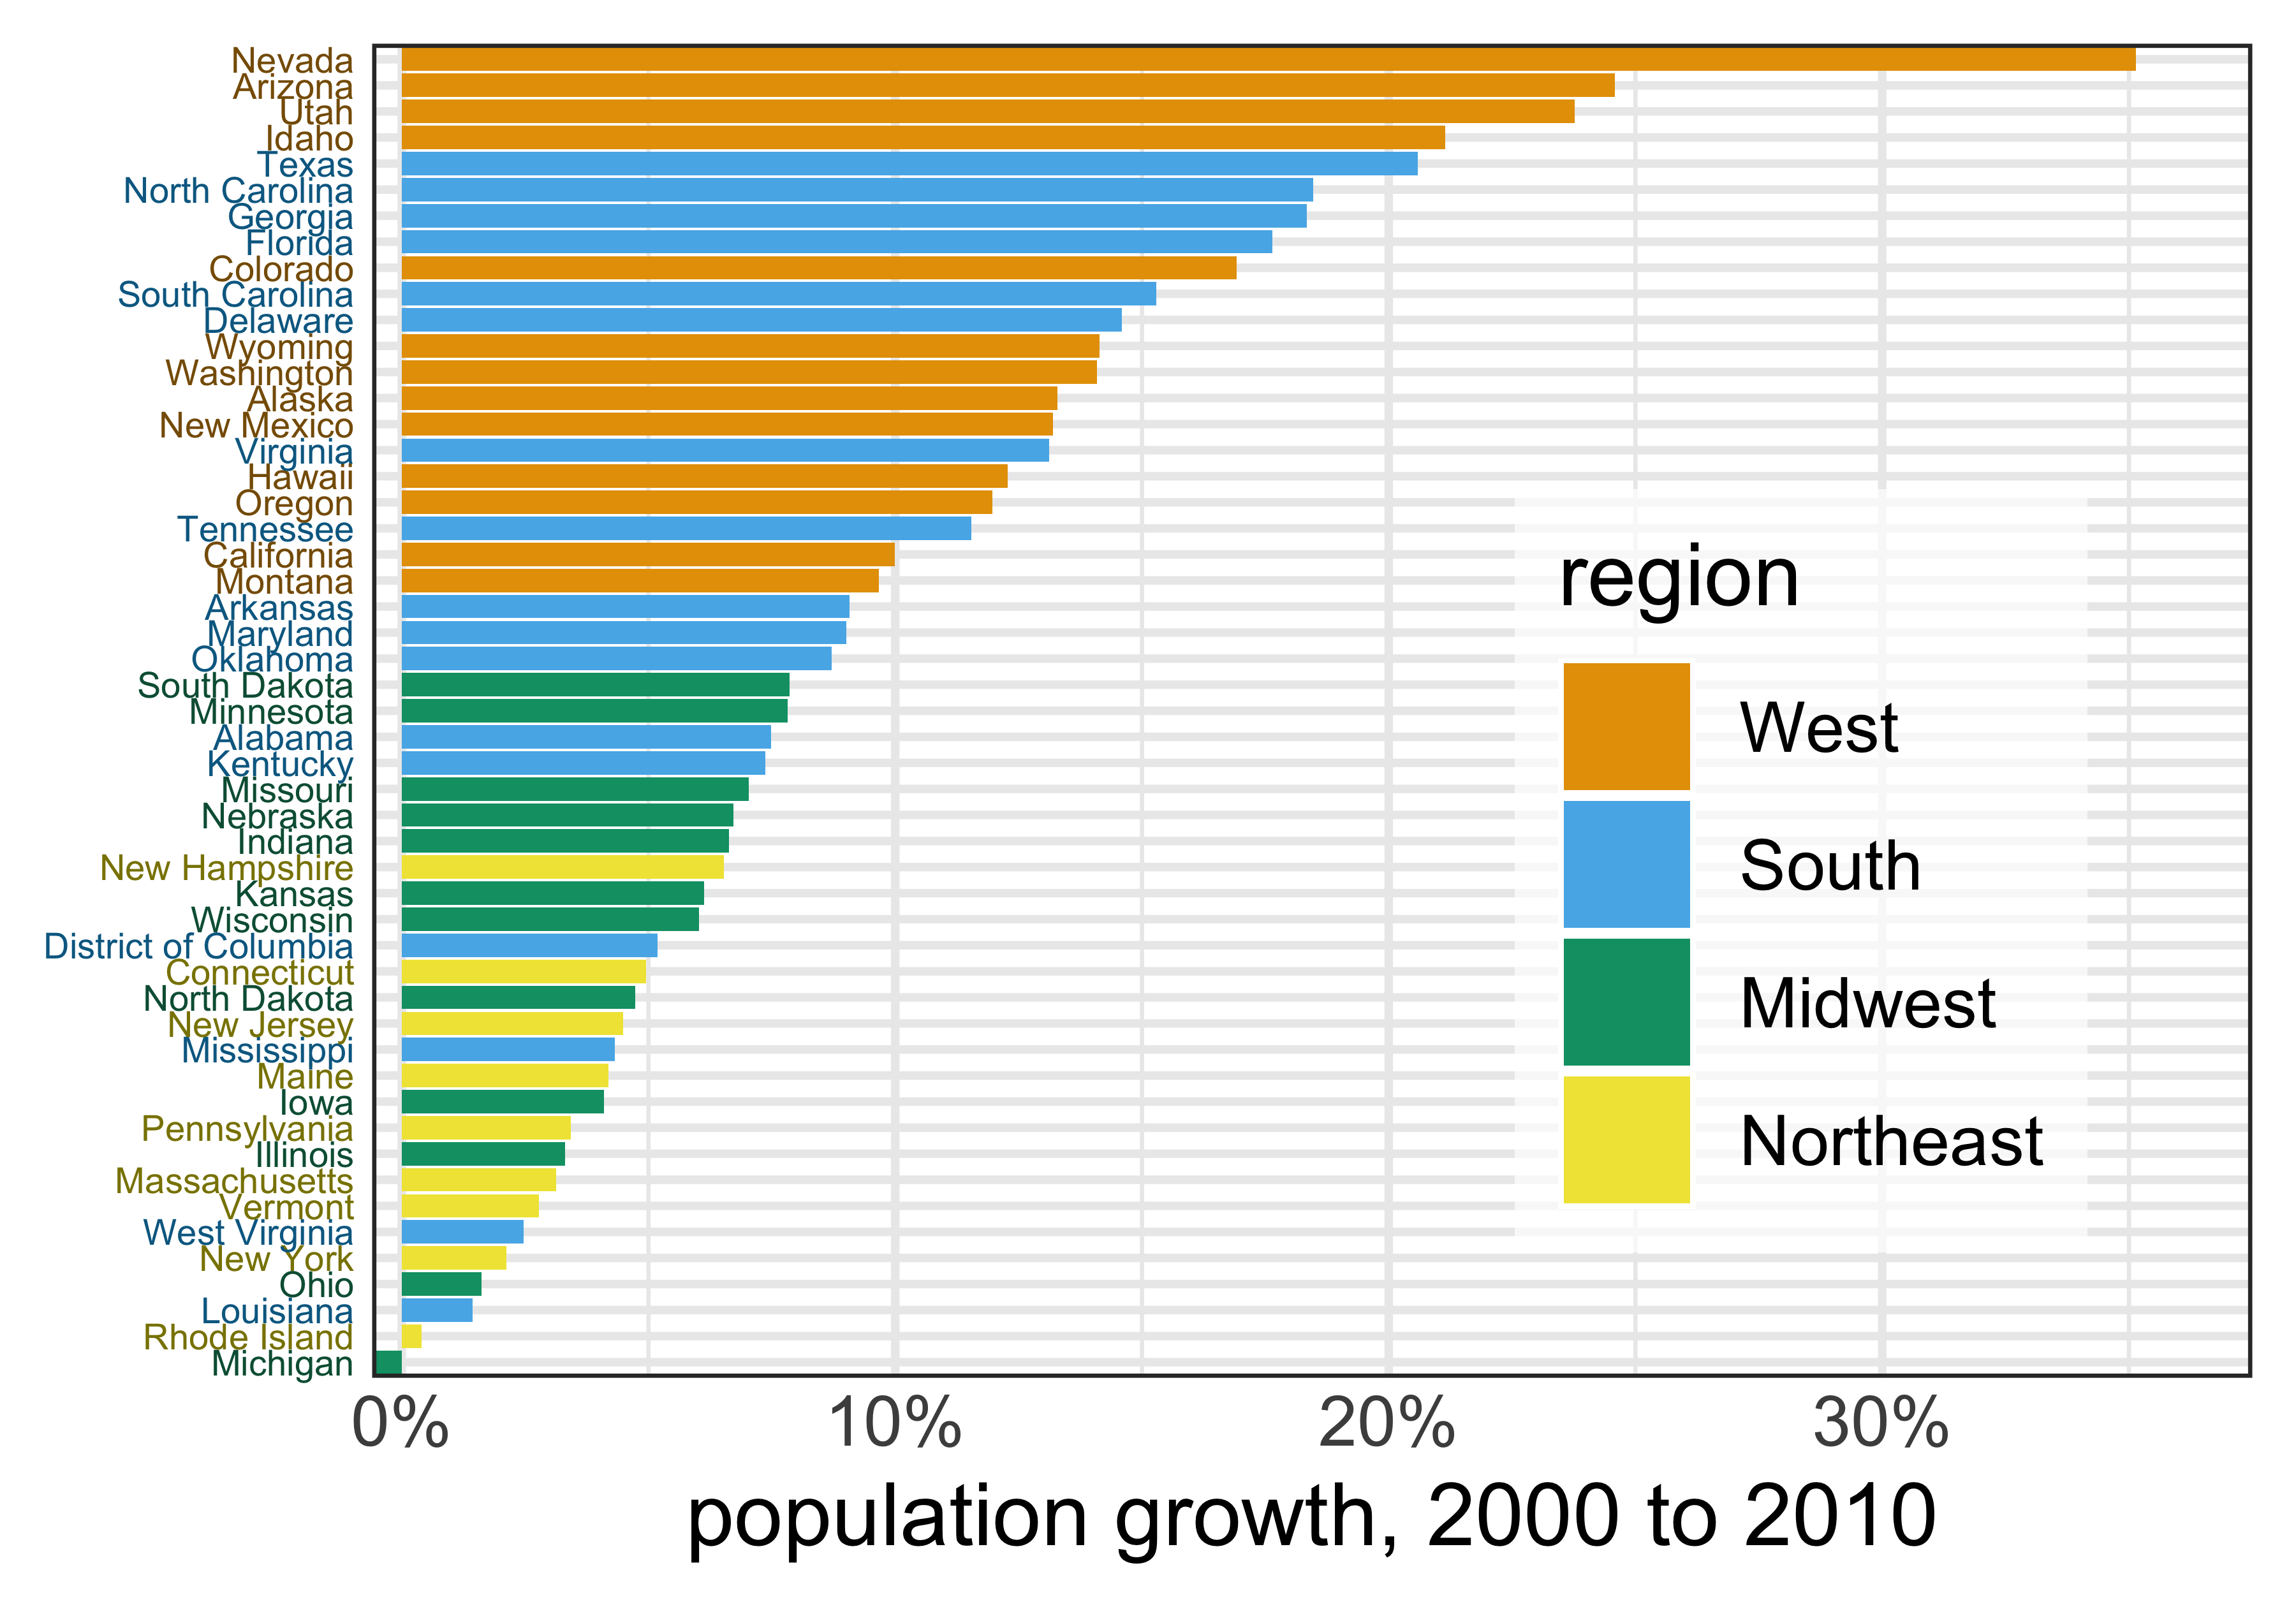 Nevada
Arizona
Utah
Idaho
Texas
North Carolina
Georgia
Florida
Colorado
South Carolina
Delaware
Wyoming
Washington
Alaska
New Mexico
Virginia
Hawaii
Oregon
Tennessee
California
Montana
Arkansas
Maryland
Oklahoma
South Dakota
Minnesota
Alabama
Kentucky
Missouri
Nebraska
Indiana
New Hampshire
Kansas
Wisconsin
District of Columbia
Connecticut
North Dakota
New Jersey
Mississippi
Maine
Iowa
Pennsylvania
Illinois
Massachusetts
Vermont
West Virginia
New York
Ohio
Louisiana
Rhode Island
Michigan
region
West
South
Midwest
Northeast
0% 10% 20% 30%
population growth, 2000 to 2010